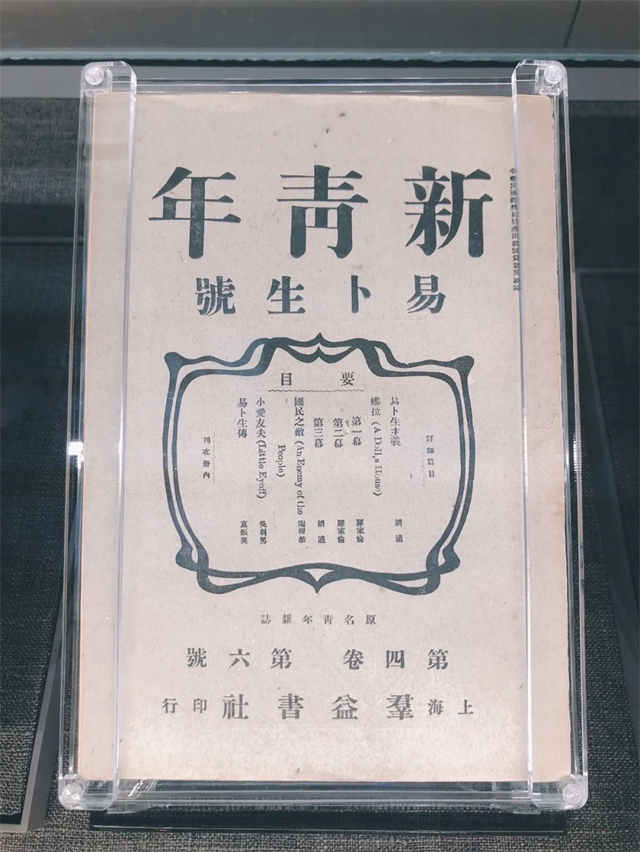 新青年
易卜生號
要目
易卜生主義 胡適
娜拉 (A Doll's House)
第一幕 羅家倫
第二幕 羅家倫
第三幕 胡適
國民之敵 (An Enemy of the
People) 陶履恭
小愛友夫 (Little Eyolf) 吳弱男
易卜生傳 袁振英
原名青年雜誌
第四卷 第六號
上海羣益書社印行